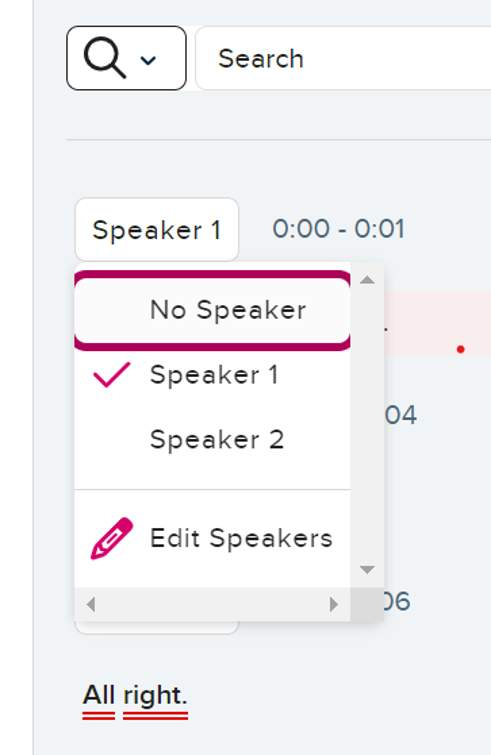 Search
Speaker 1 0:00 - 0:01
No Speaker
.
Speaker 1
04
Speaker 2
Edit Speakers
06
All right.